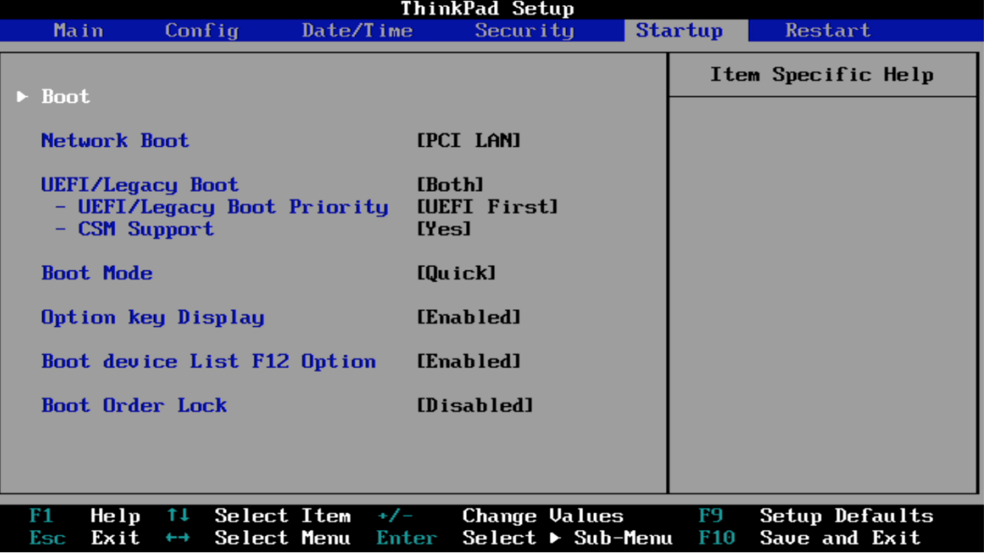 ThinkPad Setup
Main Config Date/Time Security Startup Restart
Item Specific Help
▶ Boot
Network Boot [PCI LAN]
UEFI/Legacy Boot [Both]
- UEFI/Legacy Boot Priority [UEFI First]
- CSM Support [Yes]
Boot Mode [Quick]
Option key Display [Enabled]
Boot device List F12 Option [Enabled]
Boot Order Lock [Disabled]
F1 Help ↑↓ Select Item +/- Change Values F9 Setup Defaults
Esc Exit ←→ Select Menu Enter Select ▶ Sub-Menu F10 Save and Exit